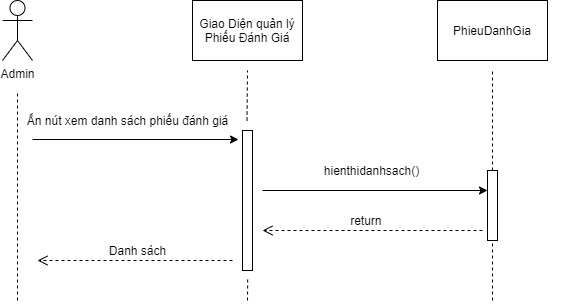 Giao Diện quản lý
Phiếu Đánh Giá
PhieuDanhGia
Admin
Ấn nút xem danh sách phiếu đánh giá
hienthidanhsach()
return
Danh sách